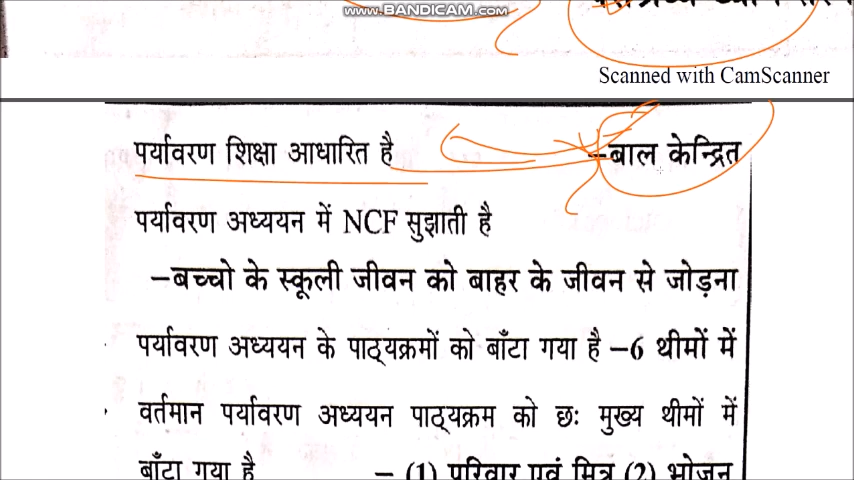 WWW.BANDICAM.COM
Scanned with CamScanner
पर्यावरण शिक्षा आधारित है –बाल केन्द्रित
पर्यावरण अध्ययन में NCF सुझाती है
–बच्चो के स्कूली जीवन को बाहर के जीवन से जोड़ना
पर्यावरण अध्ययन के पाठ्यक्रमों को बाँटा गया है –6 थीमों में
वर्तमान पर्यावरण अध्ययन पाठ्यक्रम को छः मुख्य थीमों में
बाँटा गया है – (1) परिवार एवं मित्र (2) भोजन